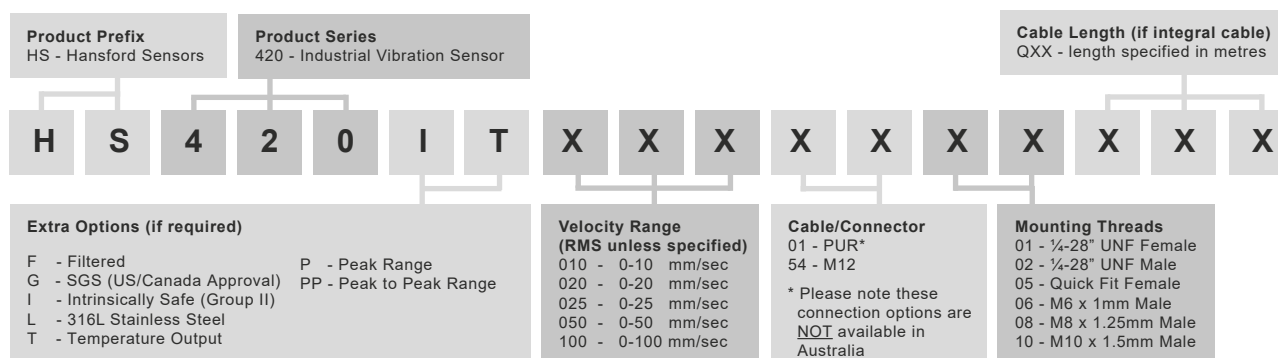 Product Prefix
HS - Hansford Sensors
Product Series
420 - Industrial Vibration Sensor
Cable Length (if integral cable)
QXX - length specified in metres
H S 4 2 0 I T X X X X X X X X X X
Extra Options (if required)
F - Filtered
G - SGS (US/Canada Approval)
I - Intrinsically Safe (Group II)
L - 316L Stainless Steel
T - Temperature Output
P - Peak Range
PP - Peak to Peak Range
Velocity Range
(RMS unless specified)
010 - 0-10 mm/sec
020 - 0-20 mm/sec
025 - 0-25 mm/sec
050 - 0-50 mm/sec
100 - 0-100 mm/sec
Cable/Connector
01 - PUR*
54 - M12
* Please note these
connection options are
NOT available in
Australia
Mounting Threads
01 - ¼-28” UNF Female
02 - ¼-28” UNF Male
05 - Quick Fit Female
06 - M6 x 1mm Male
08 - M8 x 1.25mm Male
10 - M10 x 1.5mm Male